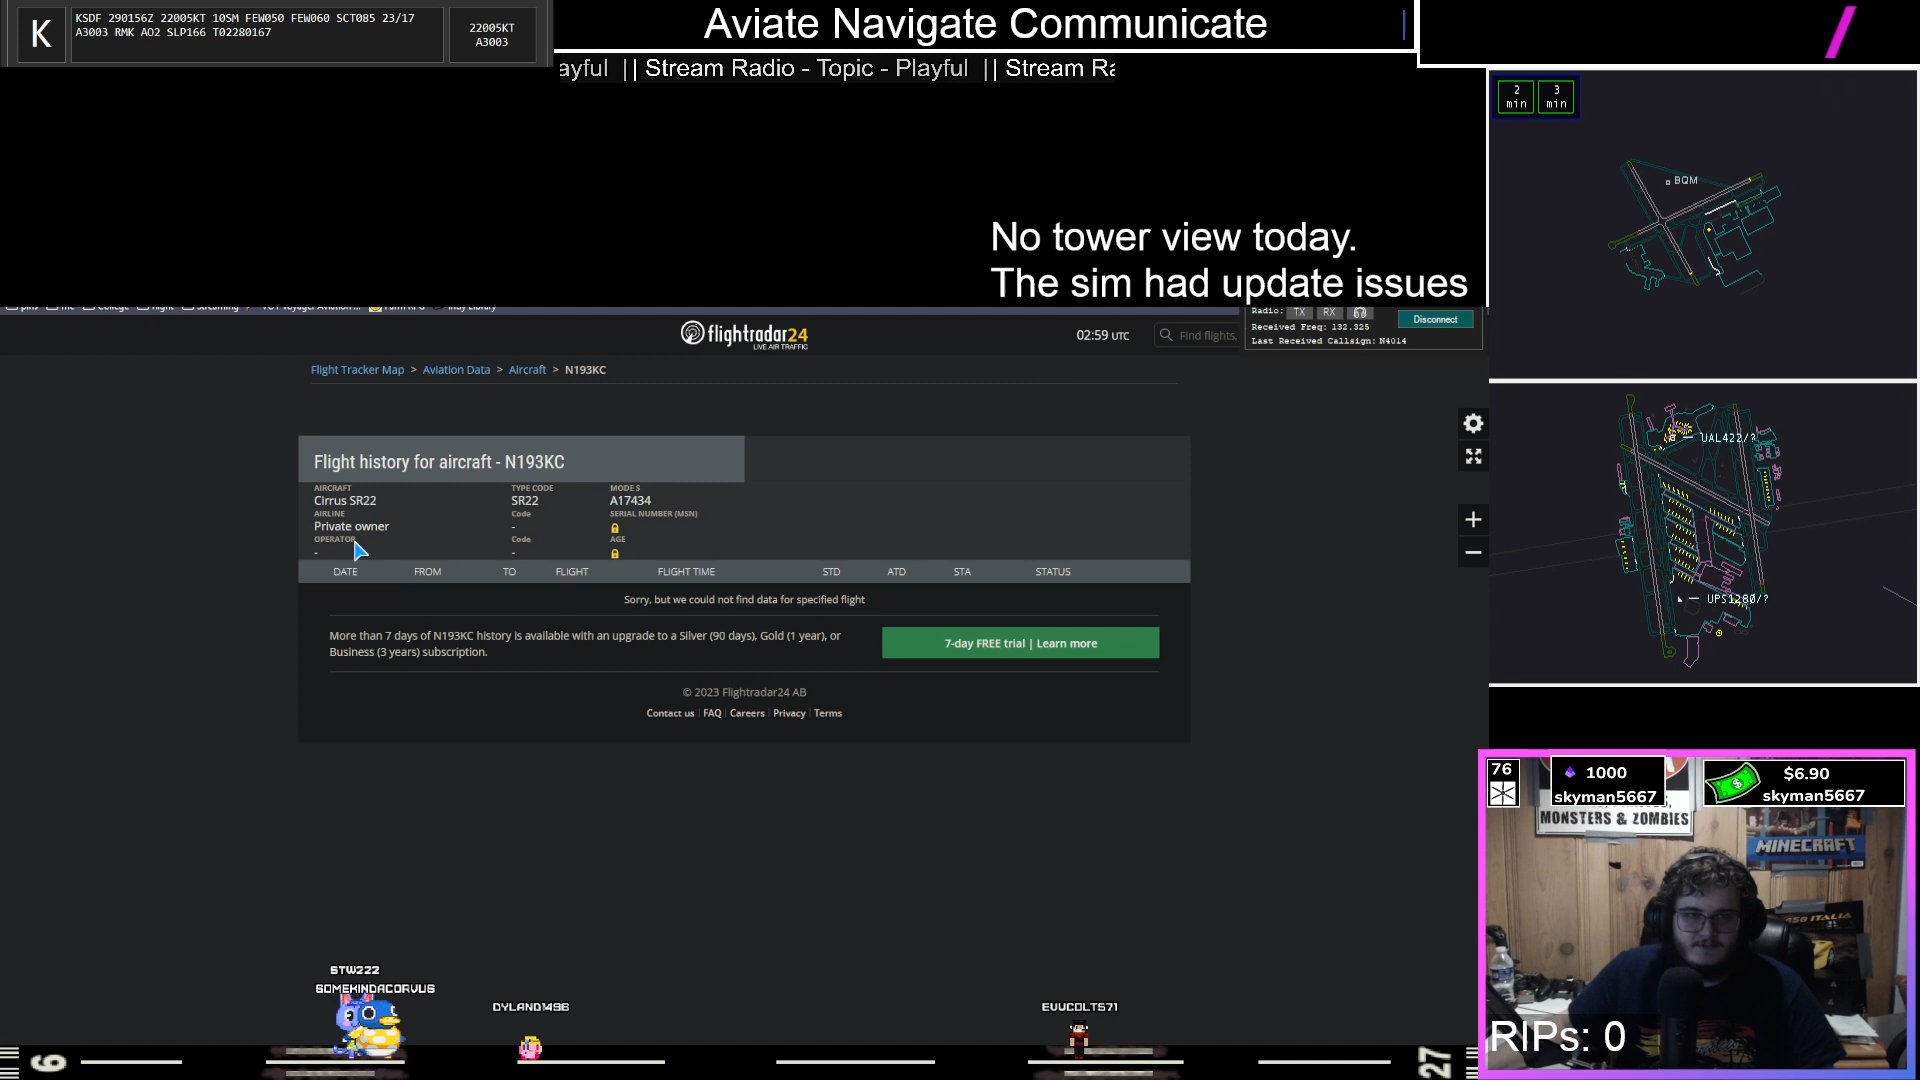 K
KSDF 290156Z 22005KT 10SM FEW050 FEW060 SCT085 23/17
A3003 RMK AO2 SLP166 T02280167
22005KT
A3003
Aviate Navigate Communicate
ayful || Stream Radio - Topic - Playful || Stream Ra
2
min
3
min
BQM
No tower view today.
The sim had update issues
flightradar24
LIVE AIR TRAFFIC
02:59 UTC
Find flights,
Radio: TX RX
Received Freq: 132.325
Last Received Callsign: N4014
Disconnect
Flight Tracker Map > Aviation Data > Aircraft > N193KC
Flight history for aircraft - N193KC
AIRCRAFT
Cirrus SR22
AIRLINE
Private owner
OPERATOR
-
TYPE CODE
SR22
Code
-
Code
-
MODE S
A17434
SERIAL NUMBER (MSN)
AGE
DATE FROM TO FLIGHT FLIGHT TIME STD ATD STA STATUS
Sorry, but we could not find data for specified flight
More than 7 days of N193KC history is available with an upgrade to a Silver (90 days), Gold (1 year), or
Business (3 years) subscription.
7-day FREE trial | Learn more
© 2023 Flightradar24 AB
Contact us | FAQ | Careers | Privacy | Terms
UAL422/?
UPS1280/?
76
1000
skyman5667
$6.90
skyman5667
MONSTERS & ZOMBIES
MINECRAFT
ITALIA
RIPs: 0
STW222
SOMEKINDACORVUS
DYLAND1496
EVVCOLTS71
9
27